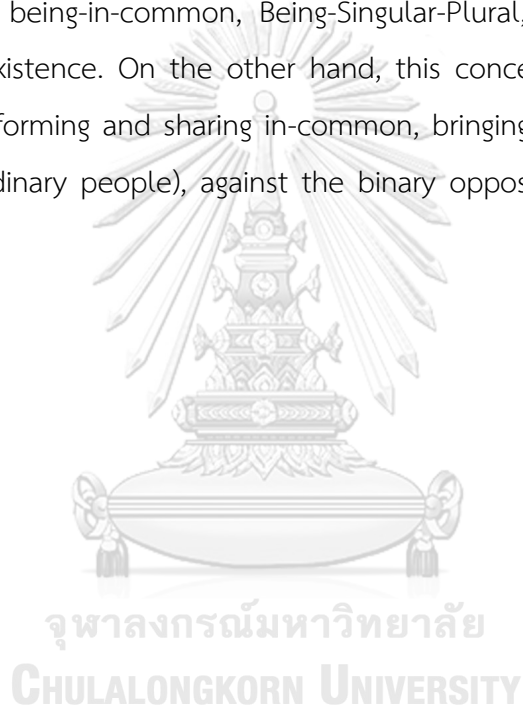 being-in-common, Being-Singular-Plural,
xistence. On the other hand, this conce
forming and sharing in-common, bringing
dinary people), against the binary oppos
จุฬาลงกรณ์มหาวิทยาลัย
CHULALONGKORN UNIVERSITY